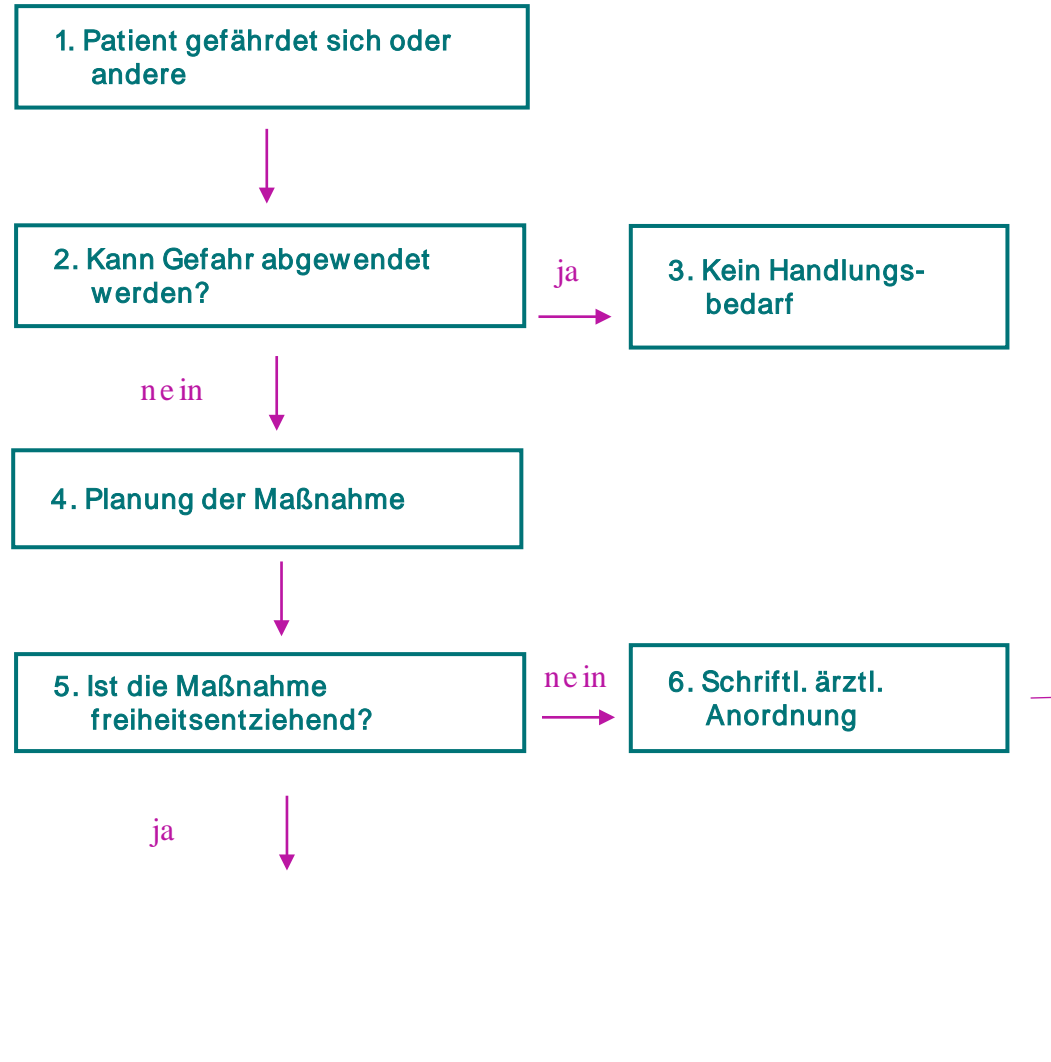 1. Patient gefährdet sich oder
andere
2. Kann Gefahr abgewendet
werden?
ja
3. Kein Handlungs-
bedarf
nein
4. Planung der Maßnahme
5. Ist die Maßnahme
freiheitsentziehend?
nein
6. Schriftl. ärztl.
Anordnung
ja